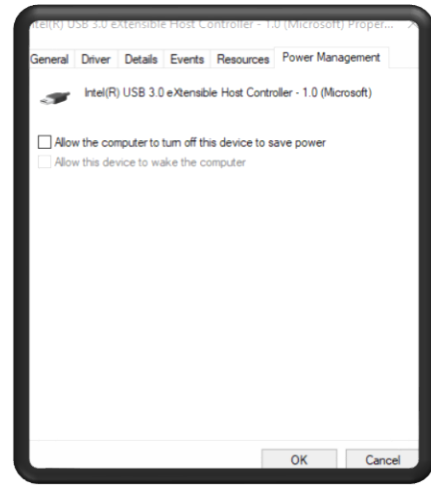 Intel(R) USB 3.0 eXtensible Host Controller - 1.0 (Microsoft) Proper...
General Driver Details Events Resources Power Management
Intel(R) USB 3.0 eXtensible Host Controller - 1.0 (Microsoft)
Allow the computer to turn off this device to save power
Allow this device to wake the computer
OK Cancel